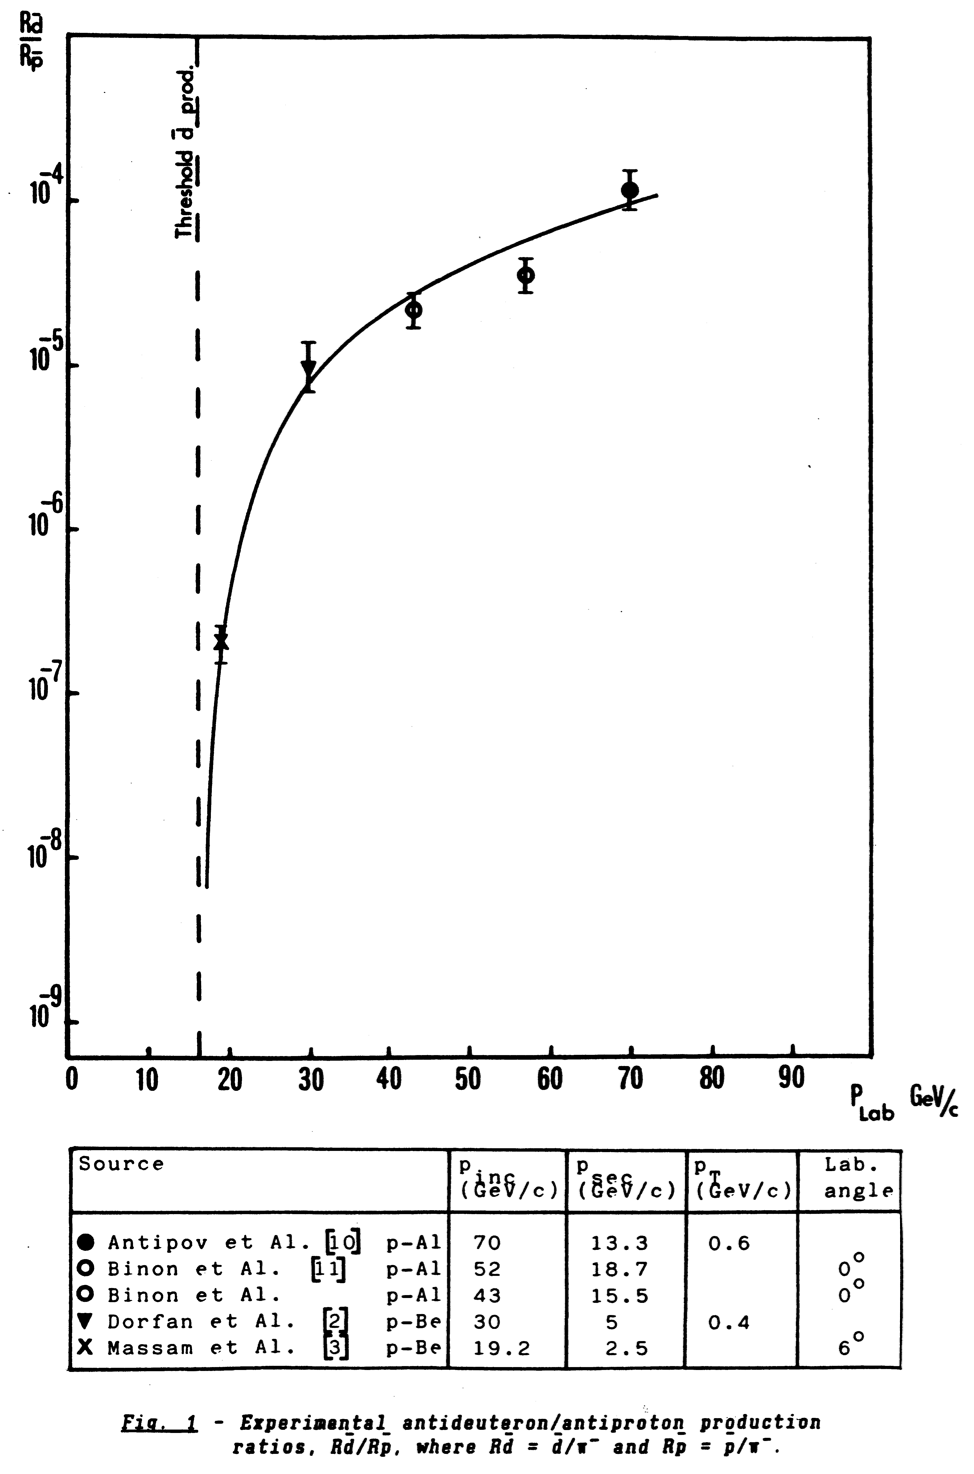 Rd̄
Rp̄
Threshold d̄ prod.
10⁻⁴
10⁻⁵
10⁻⁶
10⁻⁷
10⁻⁸
10⁻⁹
0 10 20 30 40 50 60 70 80 90
P Lab GeV/c
Source p inc (GeV/c) p sec (GeV/c) p T (GeV/c) Lab. angle
● Antipov et Al. [10] p-Al 70 13.3 0.6
O Binon et Al. [11] p-Al 52 18.7 0°
O Binon et Al. p-Al 43 15.5 0°
▼ Dorfan et Al. [2] p-Be 30 5 0.4
X Massam et Al. [3] p-Be 19.2 2.5 6°
Fig. 1 - Experimental antideuteron/antiproton production
ratios, Rd̄/Rp̄, where Rd̄ = d̄/π⁻ and Rp̄ = p̄/π⁻.